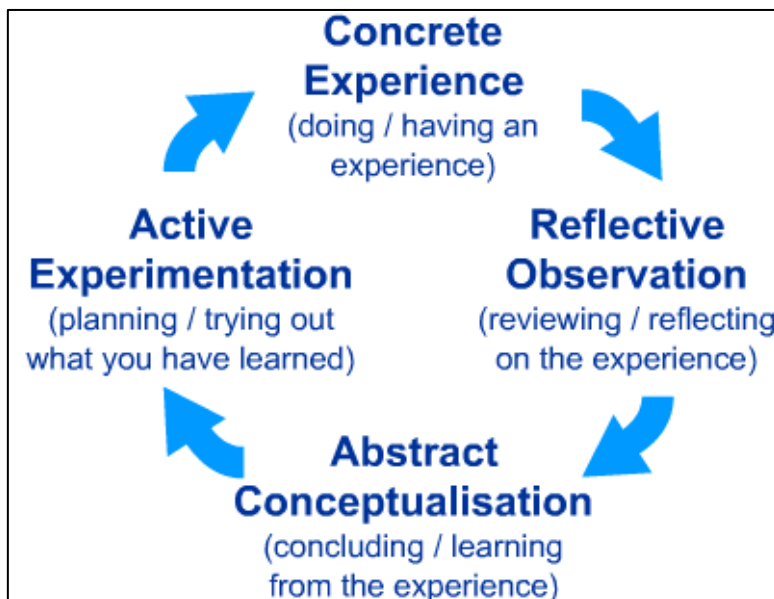 Concrete
Experience
(doing / having an
experience)
Reflective
Observation
(reviewing / reflecting
on the experience)
Abstract
Conceptualisation
(concluding / learning
from the experience)
Active
Experimentation
(planning / trying out
what you have learned)